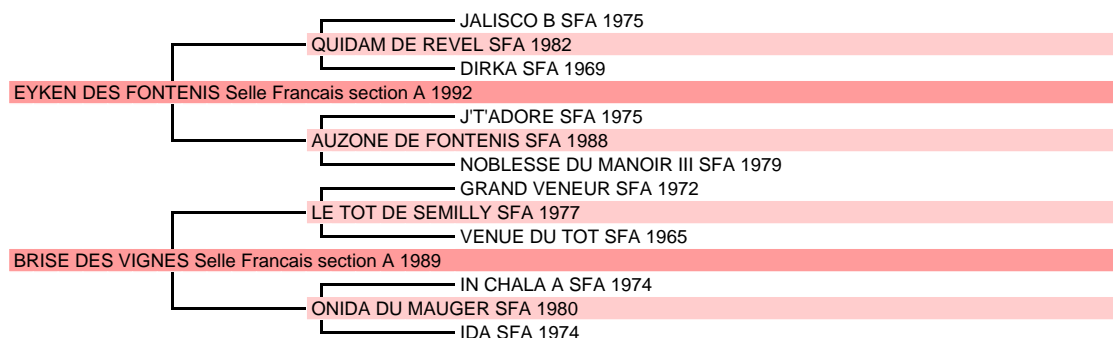 JALISCO B SFA 1975
QUIDAM DE REVEL SFA 1982
DIRKA SFA 1969
EYKEN DES FONTENIS Selle Francais section A 1992
J'T'ADORE SFA 1975
AUZONE DE FONTENIS SFA 1988
NOBLESSE DU MANOIR III SFA 1979
GRAND VENEUR SFA 1972
LE TOT DE SEMILLY SFA 1977
VENUE DU TOT SFA 1965
BRISE DES VIGNES Selle Francais section A 1989
IN CHALA A SFA 1974
ONIDA DU MAUGER SFA 1980
IDA SFA 1974